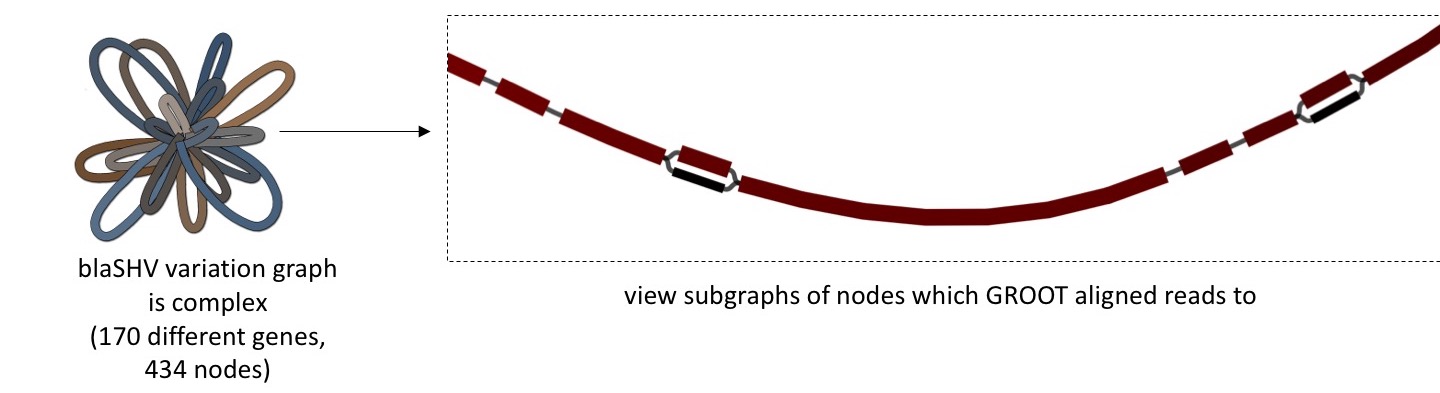 blaSHV variation graph
is complex
(170 different genes,
434 nodes)
view subgraphs of nodes which GROOT aligned reads to